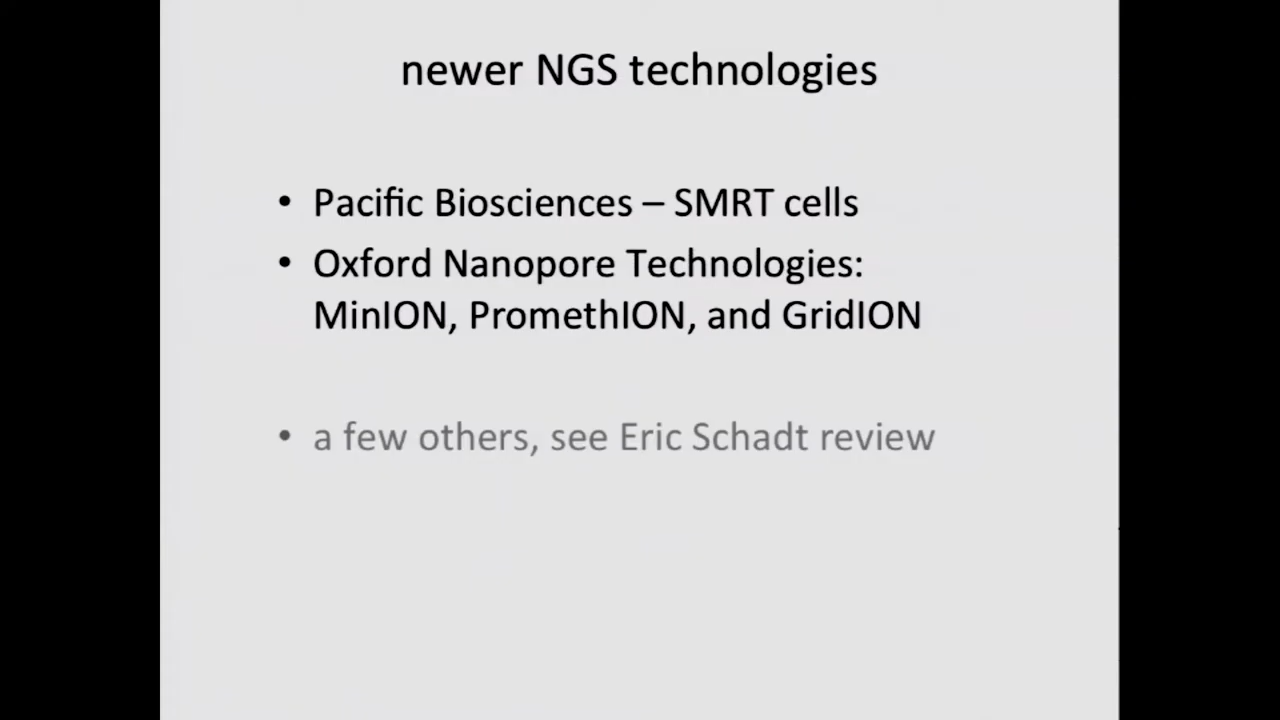 newer NGS technologies
• Pacific Biosciences – SMRT cells
• Oxford Nanopore Technologies:
MinION, PromethION, and GridION
• a few others, see Eric Schadt review